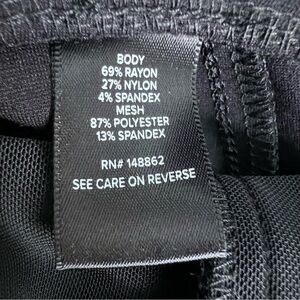 BODY
69% RAYON
27% NYLON
4% SPANDEX
MESH
87% POLYESTER
13% SPANDEX
RN# 148862
SEE CARE ON REVERSE